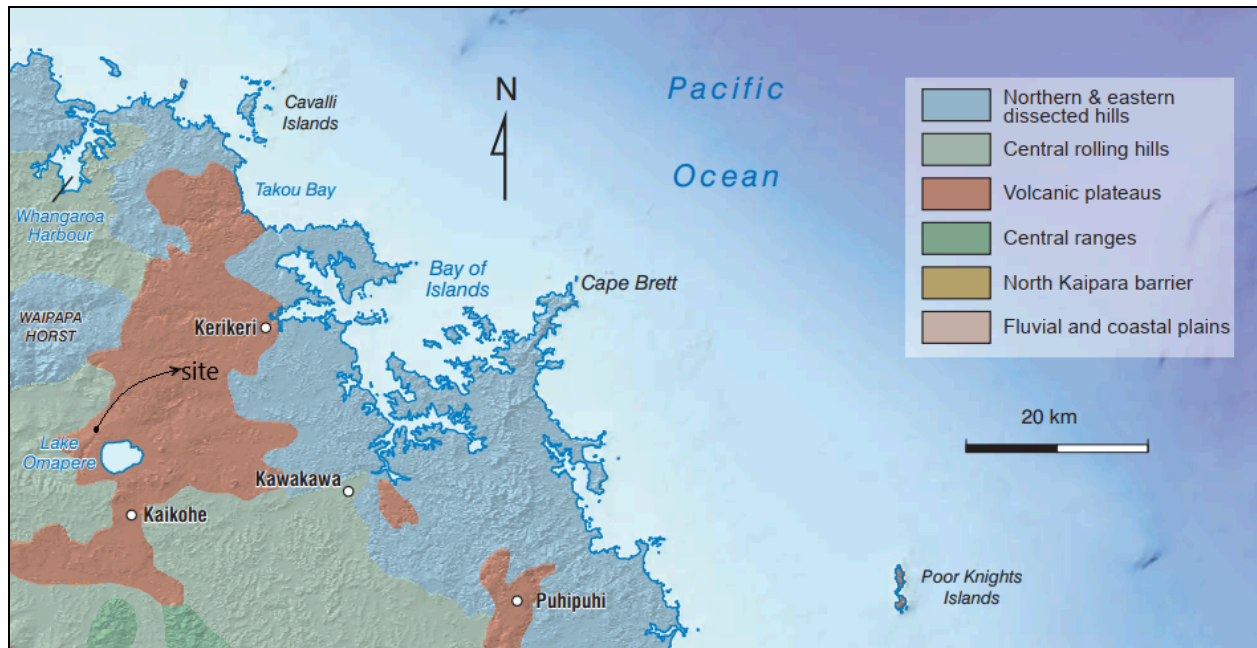 Cavalli
Islands
N
Pacific
Ocean
Northern & eastern
dissected hills
Central rolling hills
Volcanic plateaus
Central ranges
North Kaipara barrier
Fluvial and coastal plains
Takou Bay
Whangaroa
Harbour
Bay of
Islands
Cape Brett
WAIPAPA
HORST
Kerikeri
site
20 km
Lake
Omapere
Kawakawa
Kaikohe
Puhipuhi
Poor Knights
Islands